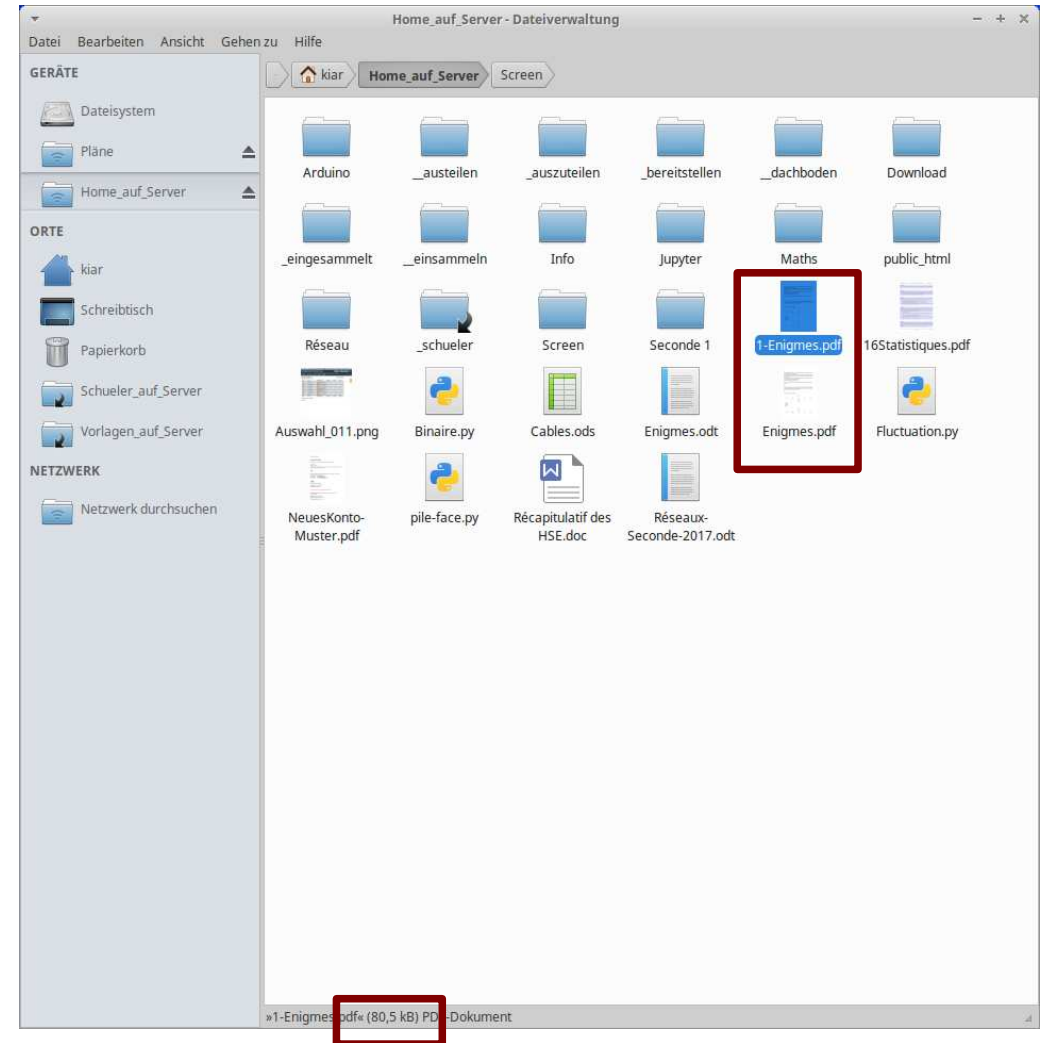 Home_auf_Server - Dateiverwaltung
Datei Bearbeiten Ansicht Gehen zu Hilfe
GERÄTE
Dateisystem
Pläne
Home_auf_Server
ORTE
kiar
Schreibtisch
Papierkorb
Schueler_auf_Server
Vorlagen_auf_Server
NETZWERK
Netzwerk durchsuchen
kiar Home_auf_Server Screen
Arduino __austeilen _auszuteilen _bereitstellen __dachboden Download
_eingesammelt __einsammeln Info Jupyter Maths public_html
Réseau _schueler Screen Seconde 1 1-Enigmes.pdf 16Statistiques.pdf
Auswahl_011.png Binaire.py Cables.ods Enigmes.odt Enigmes.pdf Fluctuation.py
NeuesKonto-Muster.pdf pile-face.py Récapitulatif des HSE.doc Réseaux-Seconde-2017.odt
»1-Enigmes.pdf« (80,5 kB) PDF-Dokument